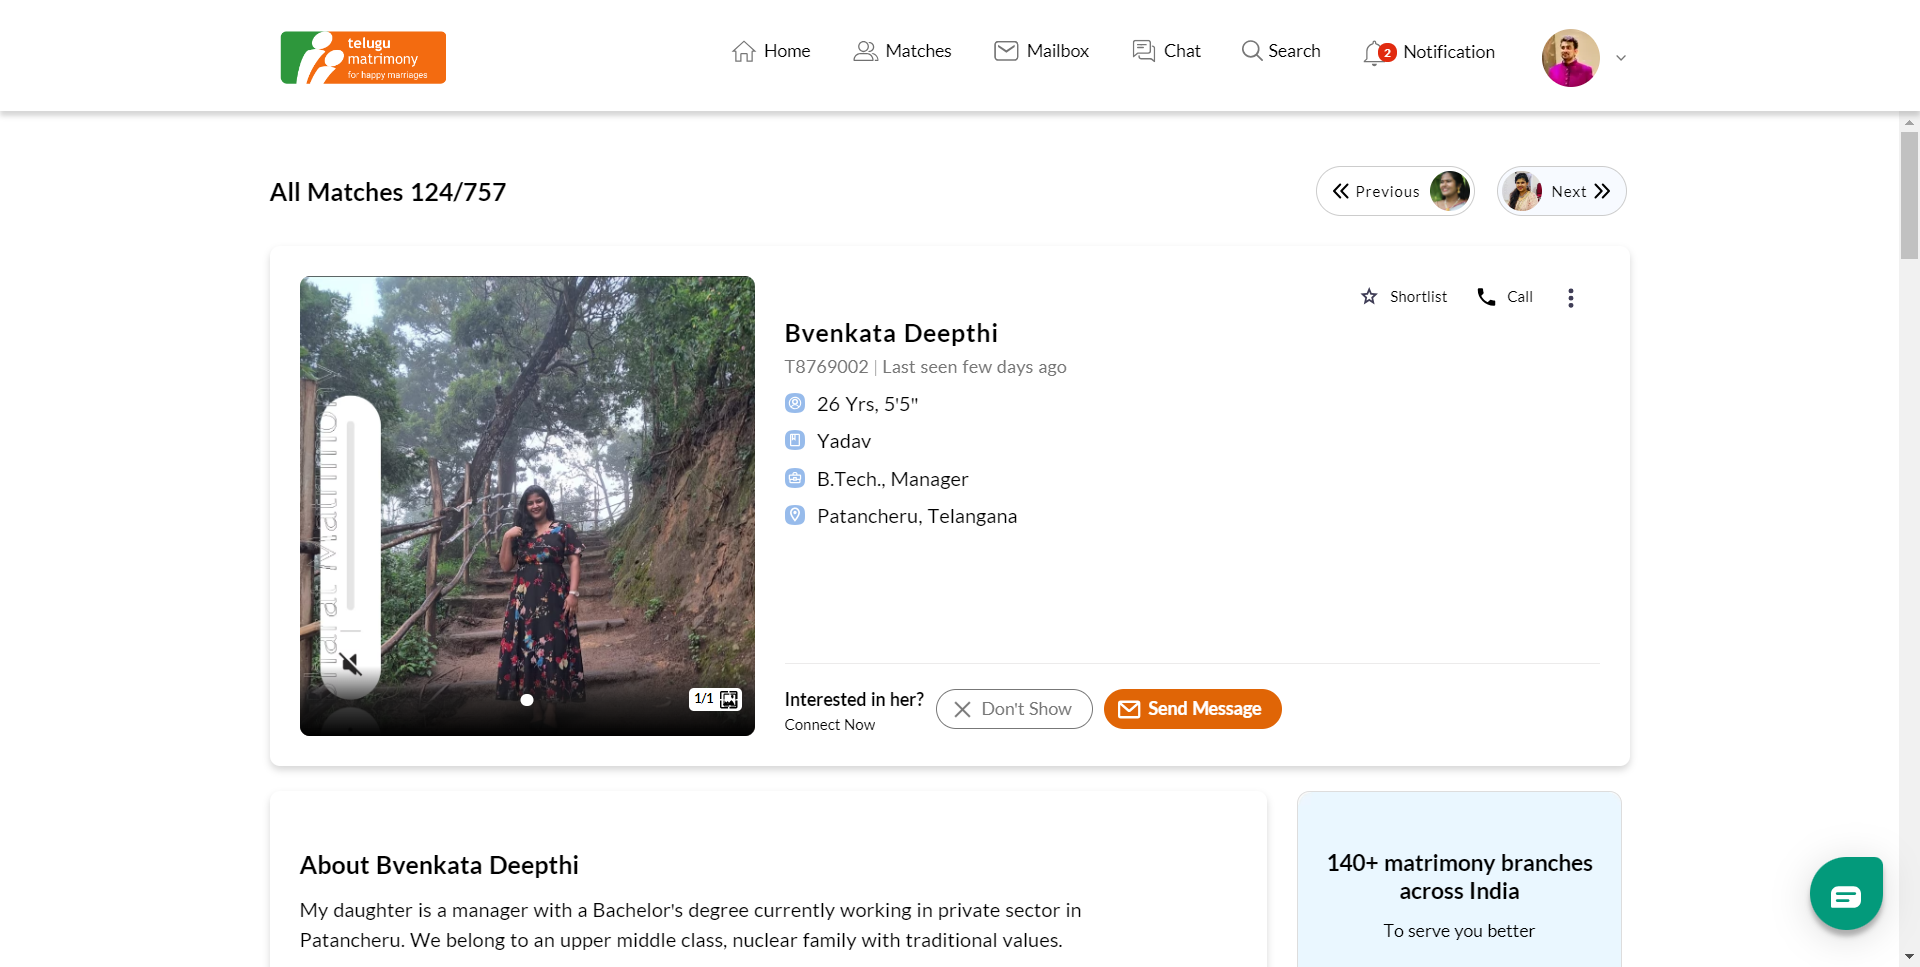 telugu
matrimony
for happy marriages
Home
Matches
Mailbox
Chat
Search
2
Notification
All Matches 124/757
Previous
Next
Shortlist
Call
Bvenkata Deepthi
T8769002 | Last seen few days ago
26 Yrs, 5'5"
Yadav
B.Tech., Manager
Patancheru, Telangana
Bharat Matrimony
1/1
Interested in her?
Connect Now
Don't Show
Send Message
About Bvenkata Deepthi
My daughter is a manager with a Bachelor's degree currently working in private sector in
Patancheru. We belong to an upper middle class, nuclear family with traditional values.
140+ matrimony branches
across India
To serve you better